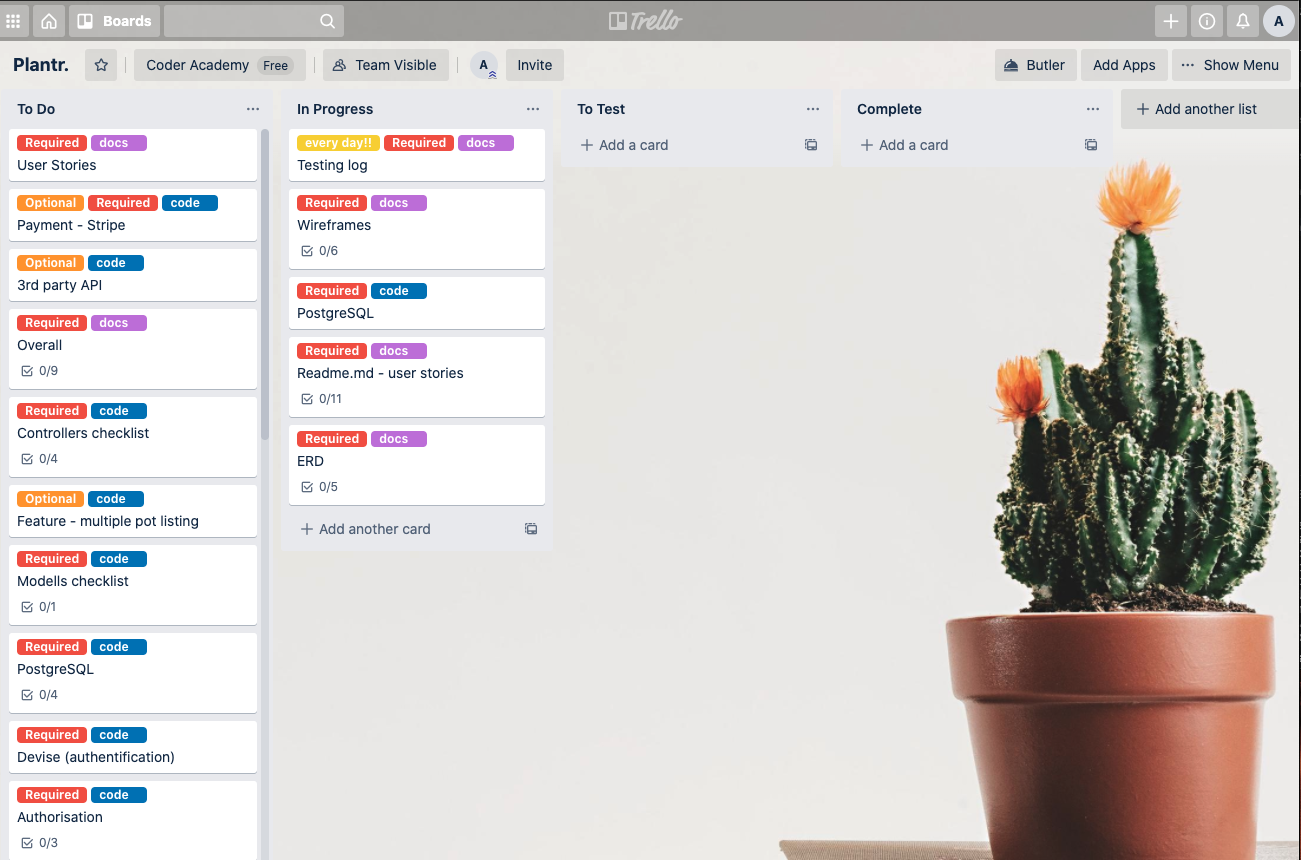 Boards
Trello
Plantr.
Coder Academy Free
Team Visible
A
Invite
Butler
Add Apps
Show Menu
A
To Do
Required docs
User Stories
Optional Required code
Payment - Stripe
Optional code
3rd party API
Required docs
Overall
0/9
Required code
Controllers checklist
0/4
Optional code
Feature - multiple pot listing
Required code
Modells checklist
0/1
Required code
PostgreSQL
0/4
Required code
Devise (authentification)
Required code
Authorisation
0/3
In Progress
every day!! Required docs
Testing log
Required docs
Wireframes
0/6
Required code
PostgreSQL
Required docs
Readme.md - user stories
0/11
Required docs
ERD
0/5
+ Add another card
To Test
+ Add a card
Complete
+ Add a card
+ Add another list